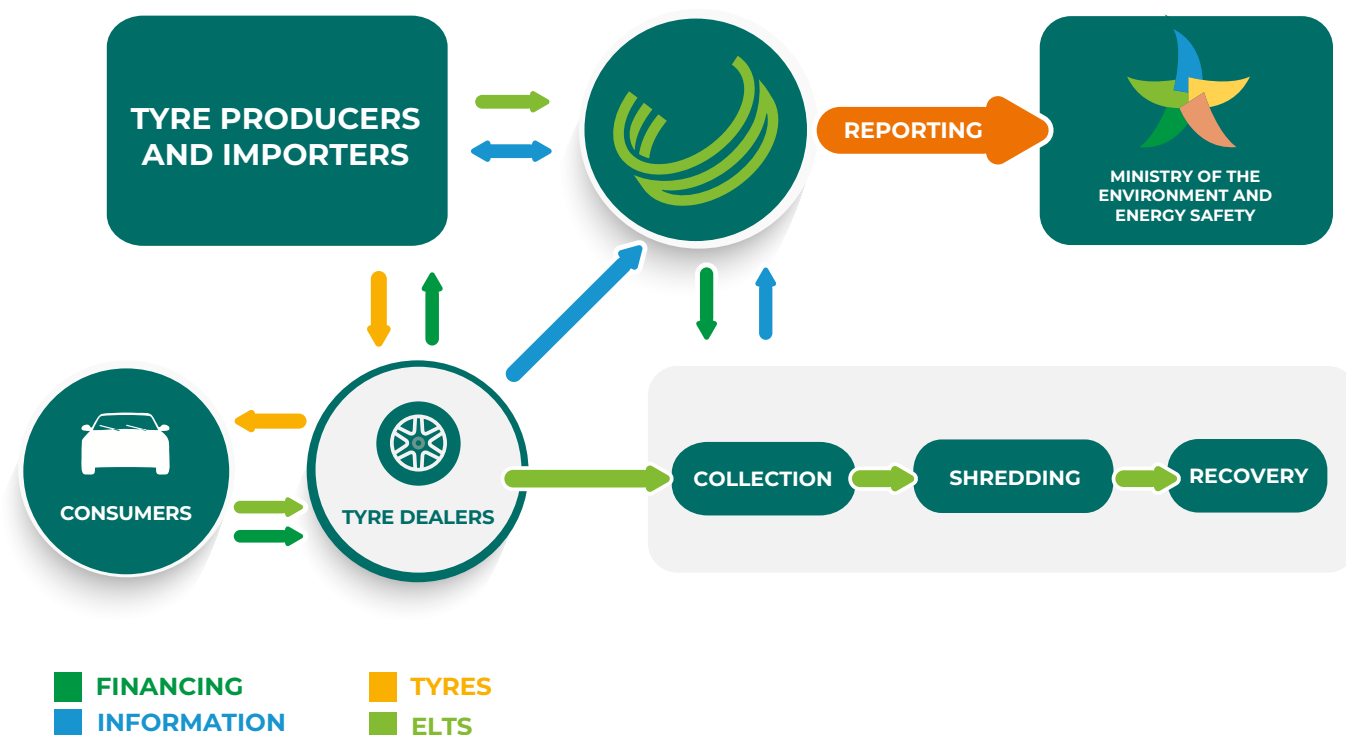 TYRE PRODUCERS
AND IMPORTERS
REPORTING
MINISTRY OF THE
ENVIRONMENT AND
ENERGY SAFETY
CONSUMERS
TYRE DEALERS
COLLECTION
SHREDDING
RECOVERY
FINANCING
INFORMATION
TYRES
ELTS